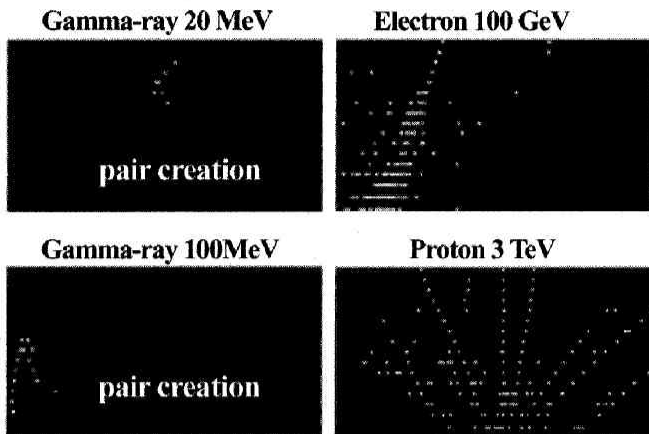 Gamma-ray 20 MeV
Electron 100 GeV
pair creation
Gamma-ray 100MeV
Proton 3 TeV
pair creation